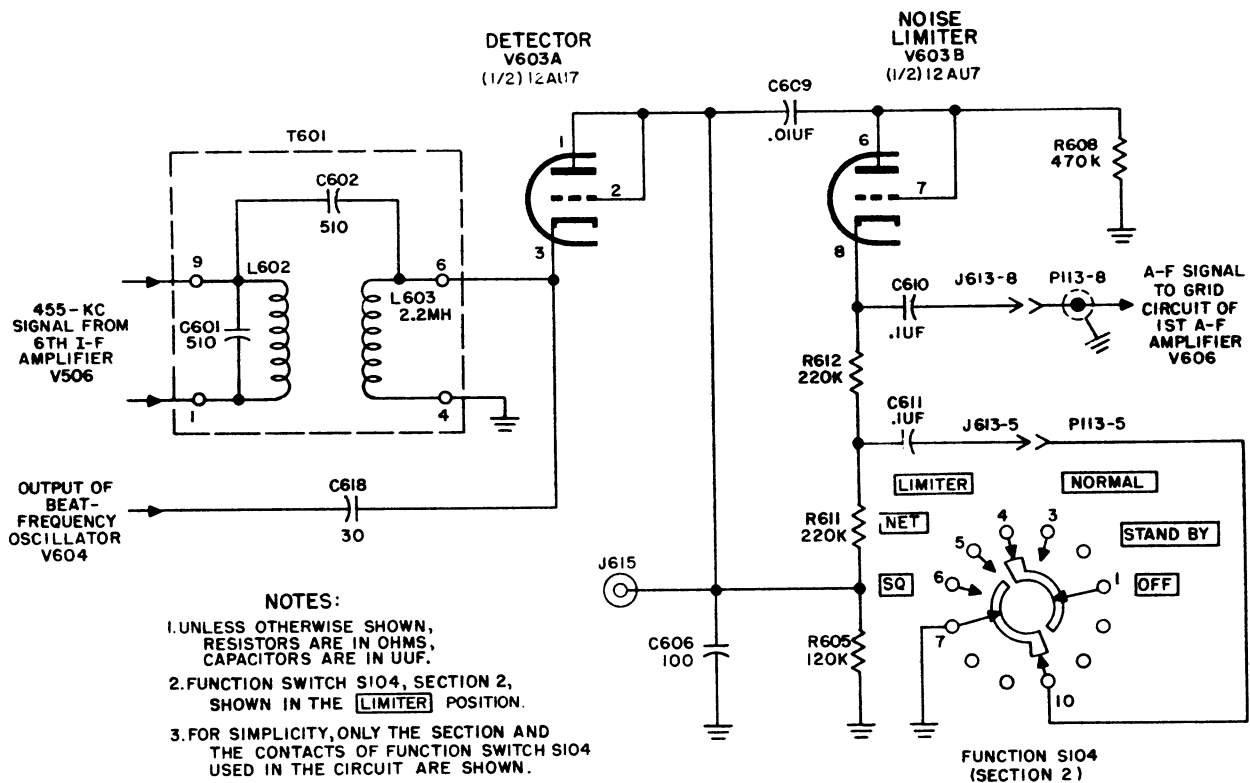 DETECTOR
V603A
(1/2) 12AU7
NOISE
LIMITER
V603B
(1/2) 12AU7
C609
.01UF
1
2
3
6
7
8
R608
470K
T601
C602
510
9
L602
6
L603
2.2MH
C601
510
1
4
455-KC
SIGNAL FROM
6TH I-F
AMPLIFIER
V506
C610
.1UF
J613-8
P113-8
A-F SIGNAL
TO GRID
CIRCUIT OF
1ST A-F
AMPLIFIER
V606
R612
220K
C611
.1UF
J613-5
P113-5
OUTPUT OF
BEAT-
FREQUENCY
OSCILLATOR
V604
C618
30
R611
220K
LIMITER
NORMAL
NET
STAND BY
SQ
OFF
4
3
5
6
1
7
10
J615
C606
100
R605
120K
NOTES:
1.UNLESS OTHERWISE SHOWN,
RESISTORS ARE IN OHMS,
CAPACITORS ARE IN UUF.
2.FUNCTION SWITCH S104, SECTION 2,
SHOWN IN THE LIMITER POSITION.
3.FOR SIMPLICITY, ONLY THE SECTION AND
THE CONTACTS OF FUNCTION SWITCH S104
USED IN THE CIRCUIT ARE SHOWN.
FUNCTION S104
(SECTION 2)